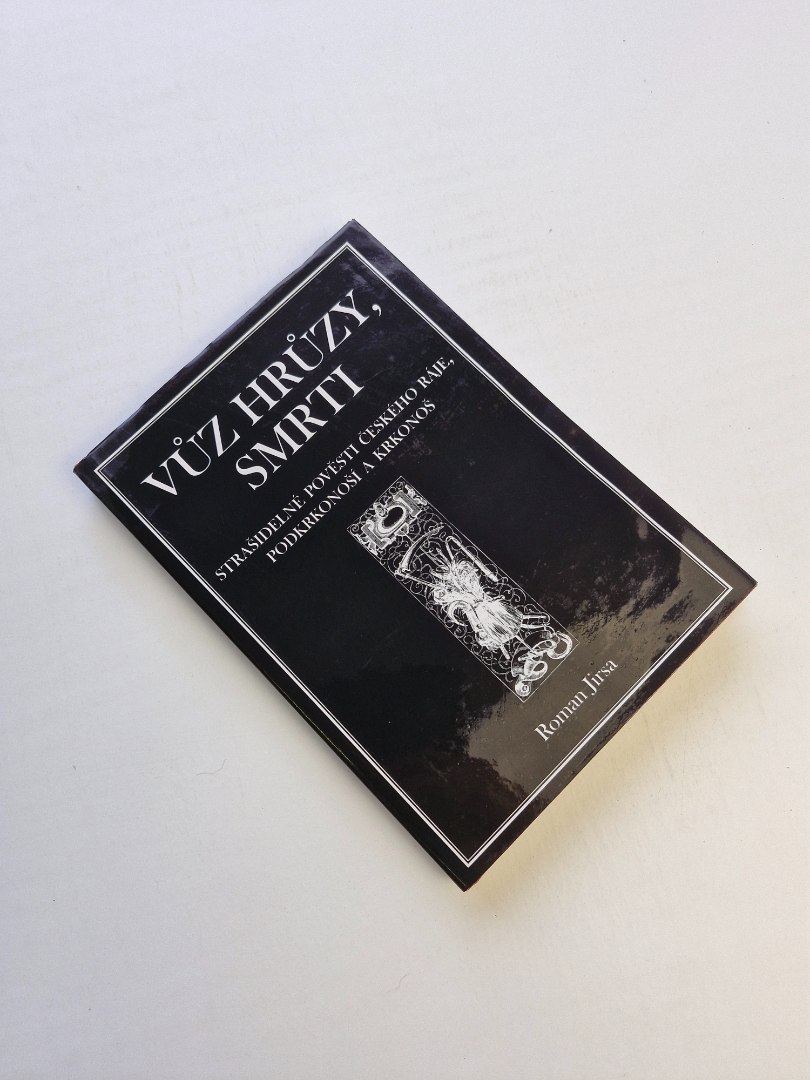 VŮZ HRŮZY,
SMRTI
STRAŠIDELNÉ POVĚSTI ČESKÉHO RÁJE,
PODKRKONOŠÍ A KRKONOŠ
Roman Jirsa